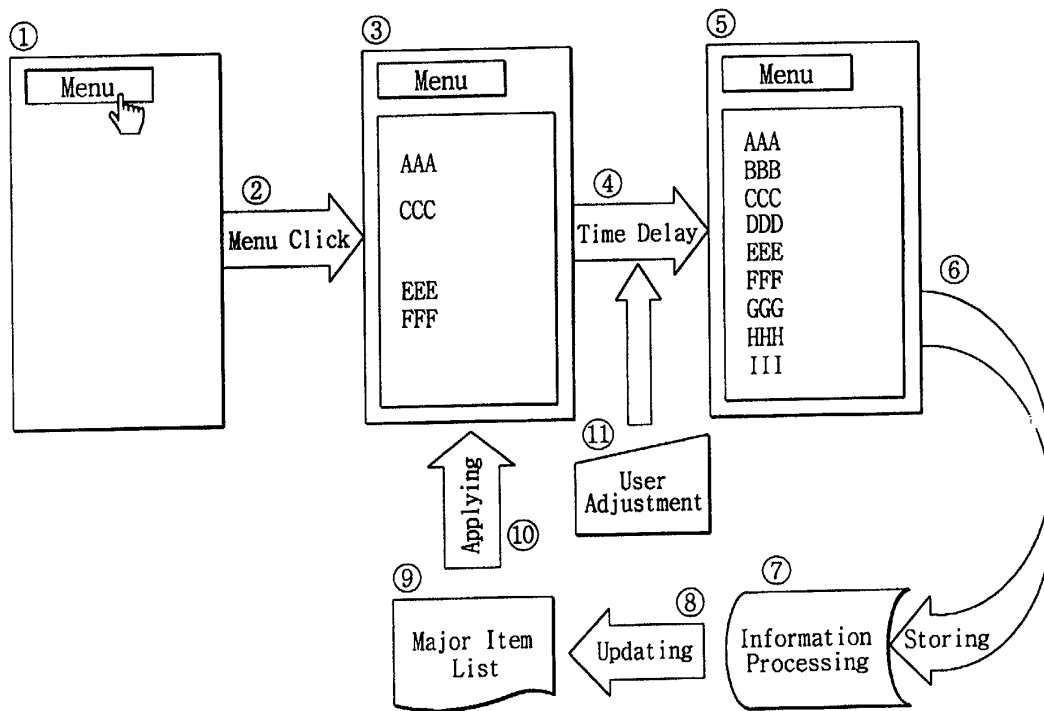 ①
Menu
②
Menu Click
③
Menu
AAA
CCC
EEE
FFF
④
Time Delay
⑤
Menu
AAA
BBB
CCC
DDD
EEE
FFF
GGG
HHH
III
⑥
Storing
⑦
Information
Processing
⑧
Updating
⑨
Major Item
List
⑩
Applying
⑪
User
Adjustment